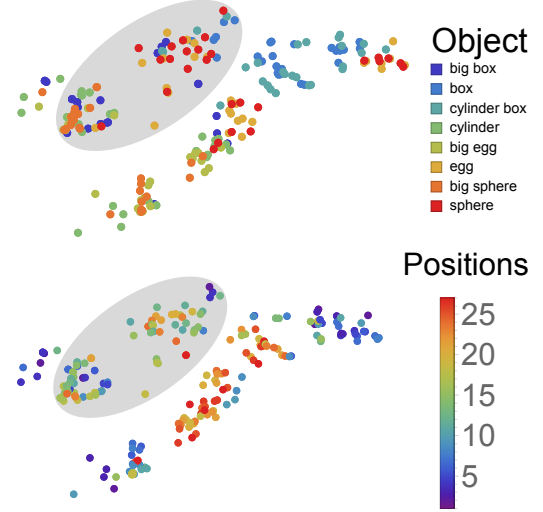 Object
big box
box
cylinder box
cylinder
big egg
egg
big sphere
sphere
Positions
25
20
15
10
5